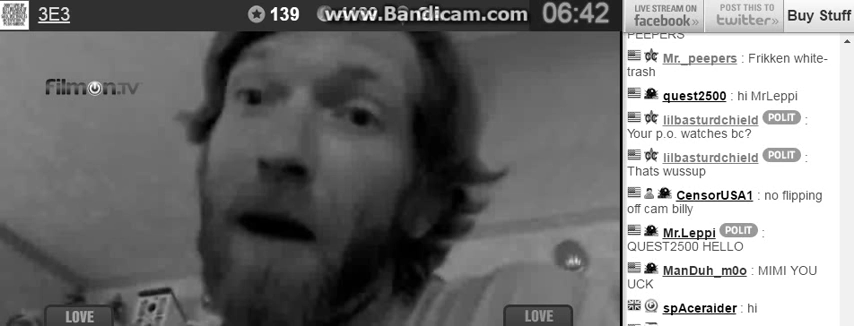 3E3
139
www.Bandicam.com
06:42
LIVE STREAM ON
facebook»
POST THIS TO
twitter»
Buy Stuff
filmon.TV
LOVE
LOVE
PEEPERS
Mr._peepers : Frikken white-
trash
quest2500 : hi MrLeppi
lilbasturdchield POLIT :
Your p.o. watches bc?
lilbasturdchield POLIT :
Thats wussup
CensorUSA1 : no flipping
off cam billy
Mr.Leppi POLIT :
QUEST2500 HELLO
ManDuh_m0o : MIMI YOU
UCK
spAceraider : hi